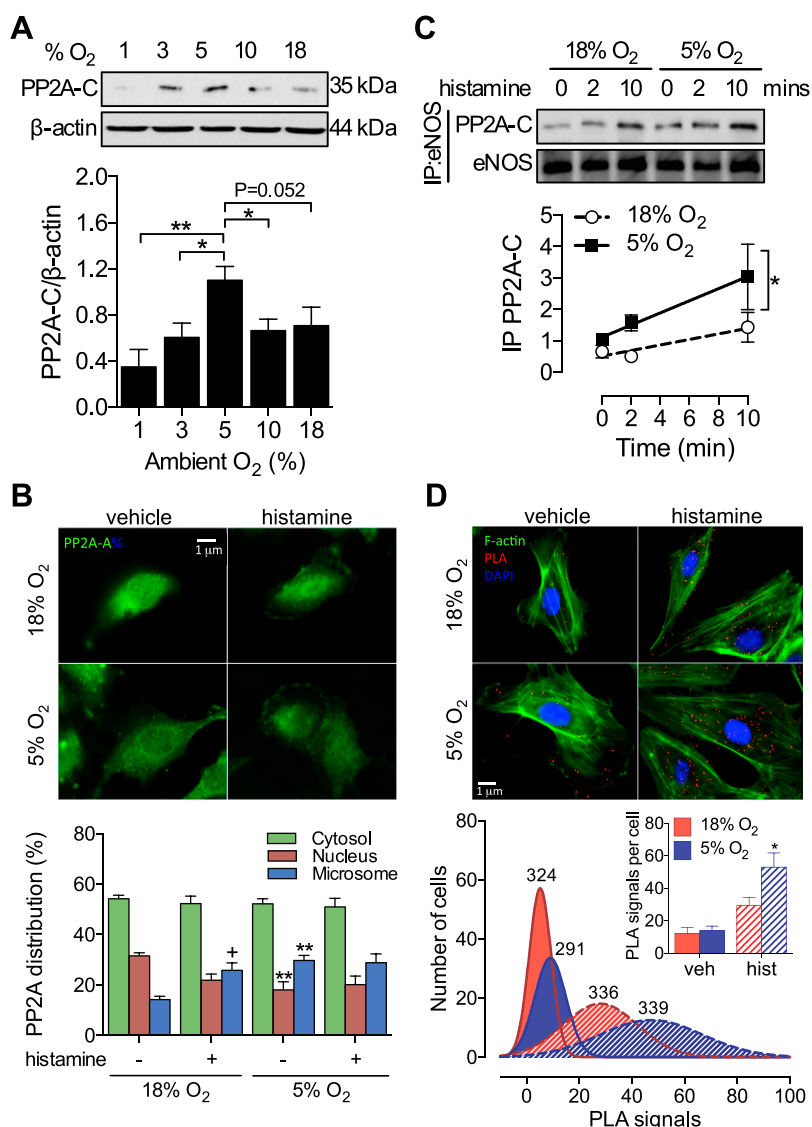 A
% O2 1 3 5 10 18
PP2A-C 35 kDa
β-actin 44 kDa
PP2A-C/β-actin
1.6
1.2
0.8
0.4
0.0
** * * P=0.052
1 3 5 10 18
Ambient O2 (%)
B
vehicle histamine
PP2A-A% 1 μm
18% O2
5% O2
PP2A distribution (%)
80
60
40
20
0
Cytosol
Nucleus
Microsome
+ ** **
histamine - + - +
18% O2 5% O2
C
18% O2 5% O2
histamine 0 2 10 0 2 10 mins
IP:eNOS
PP2A-C
eNOS
18% O2
5% O2
IP PP2A-C
5
4
3
2
1
0
*
0 2 4 6 8 10
Time (min)
D
vehicle histamine
F-actin
PLA
DAPI
18% O2
5% O2
1 μm
Number of cells
80
60
40
20
0
324
291
336
339
0 20 40 60 80 100
PLA signals
PLA signals per cell
80
60
40
20
0
18% O2
5% O2
*
veh hist